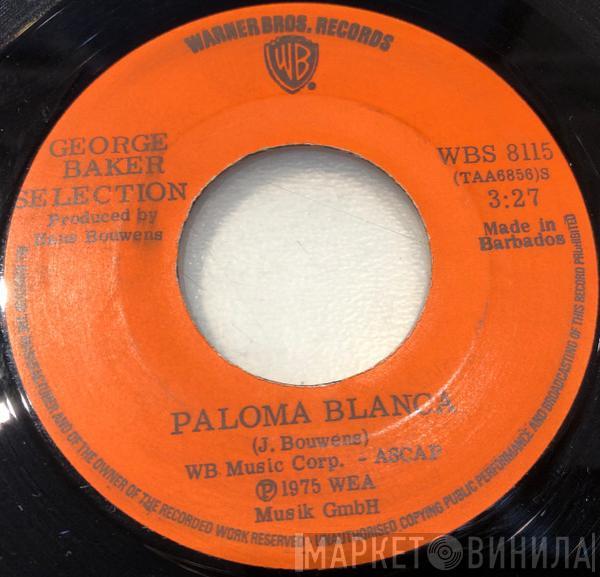 WARNER BROS. RECORDS
WB
GEORGE
BAKER
SELECTION
Produced by
Hans Bouwens
WBS 8115
(TAA6856)S
3:27
Made in
Barbados
PALOMA BLANCA
(J. Bouwens)
WB Music Corp. - ASCAP
Ⓟ 1975 WEA
Musik GmbH
AND OF THE OWNER OF THE RECORDED WORK RESERVED - UNAUTHORISED COPYING PUBLIC PERFORMANCE AND BROADCASTING OF THIS RECORD PROHIBITED
МАРКЕТ ВИНИЛА